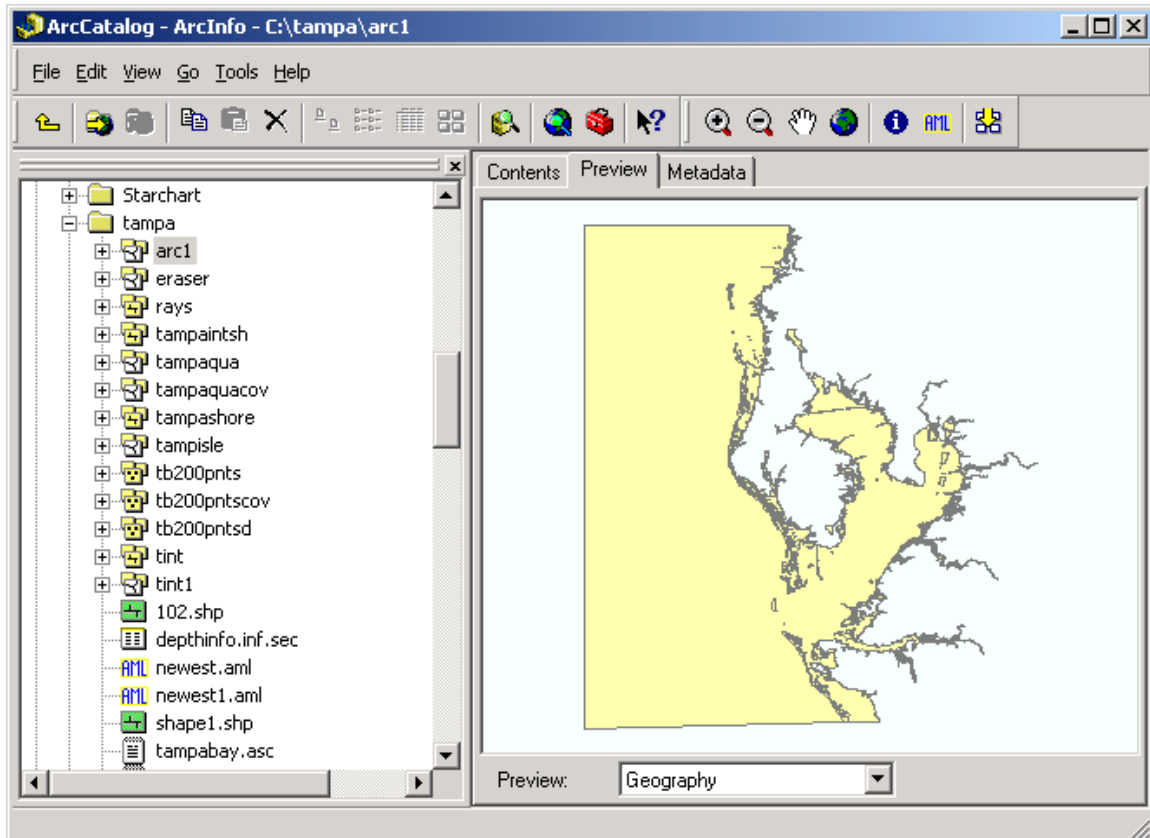 ArcCatalog - ArcInfo - C:\tampa\arc1
File Edit View Go Tools Help
AML
Contents Preview Metadata
Starchart
tampa
arc1
eraser
rays
tampaintsh
tampaqua
tampaquacov
tampashore
tampisle
tb200pnts
tb200pntscov
tb200pntsd
tint
tint1
102.shp
depthinfo.inf.sec
AML newest.aml
AML newest1.aml
shape1.shp
tampabay.asc
Preview: Geography